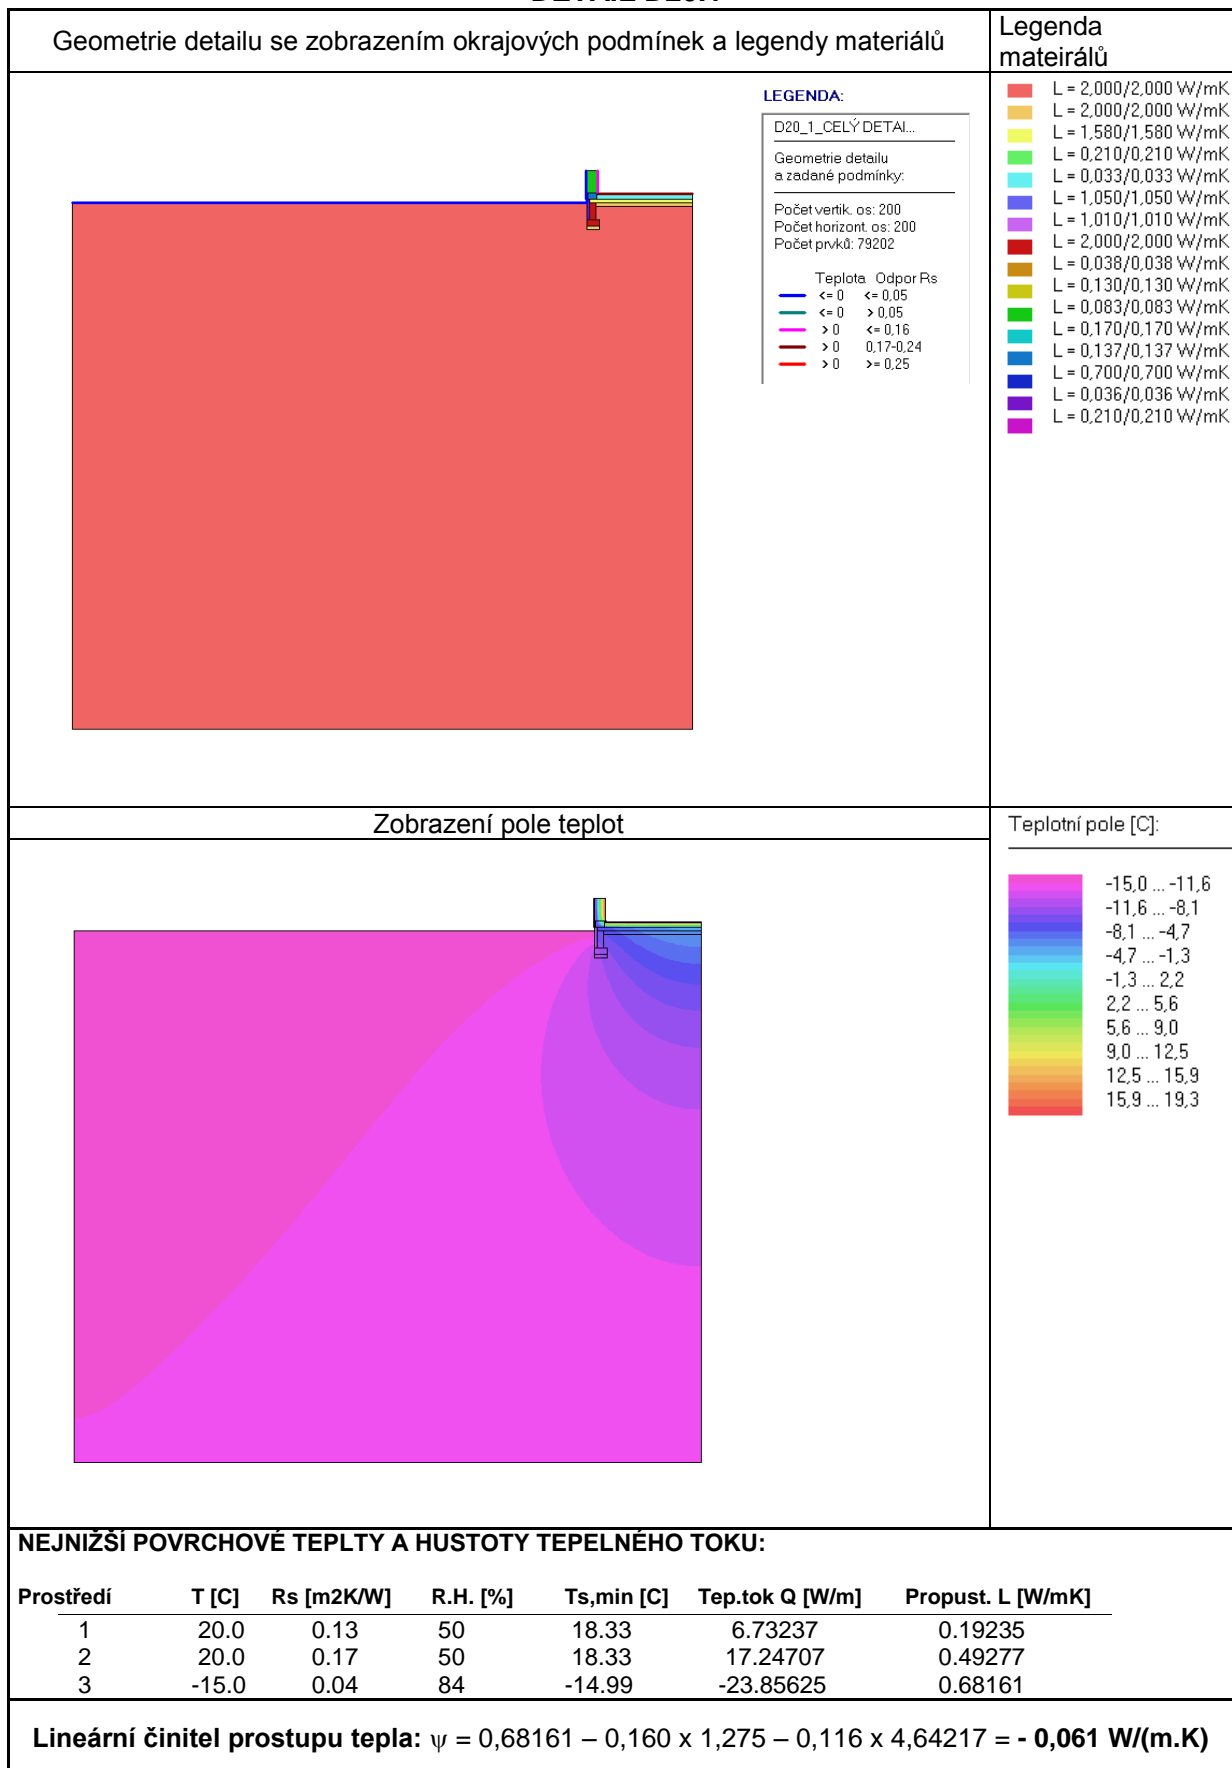 Geometrie detailu se zobrazením okrajových podmínek a legendy materiálů
Legenda
mateirálů
LEGENDA:
D20_1_CELÝ DETAI...
Geometrie detailu
a zadané podmínky:
Počet vertik. os: 200
Počet horizont. os: 200
Počet prvků: 79202
Teplota Odpor Rs
<= 0 <= 0,05
<= 0 > 0,05
> 0 <= 0,16
> 0 0,17-0,24
> 0 >= 0,25
L = 2,000/2,000 W/mK
L = 2,000/2,000 W/mK
L = 1,580/1,580 W/mK
L = 0,210/0,210 W/mK
L = 0,033/0,033 W/mK
L = 1,050/1,050 W/mK
L = 1,010/1,010 W/mK
L = 2,000/2,000 W/mK
L = 0,038/0,038 W/mK
L = 0,130/0,130 W/mK
L = 0,083/0,083 W/mK
L = 0,170/0,170 W/mK
L = 0,137/0,137 W/mK
L = 0,700/0,700 W/mK
L = 0,036/0,036 W/mK
L = 0,210/0,210 W/mK
Zobrazení pole teplot
Teplotní pole [C]:
-15,0 ... -11,6
-11,6 ... -8,1
-8,1 ... -4,7
-4,7 ... -1,3
-1,3 ... 2,2
2,2 ... 5,6
5,6 ... 9,0
9,0 ... 12,5
12,5 ... 15,9
15,9 ... 19,3
NEJNIŽŠÍ POVRCHOVÉ TEPLTY A HUSTOTY TEPELNÉHO TOKU:
Prostředí T [C] Rs [m2K/W] R.H. [%] Ts,min [C] Tep.tok Q [W/m] Propust. L [W/mK]
1 20.0 0.13 50 18.33 6.73237 0.19235
2 20.0 0.17 50 18.33 17.24707 0.49277
3 -15.0 0.04 84 -14.99 -23.85625 0.68161
Lineární činitel prostupu tepla: ψ = 0,68161 – 0,160 x 1,275 – 0,116 x 4,64217 = - 0,061 W/(m.K)